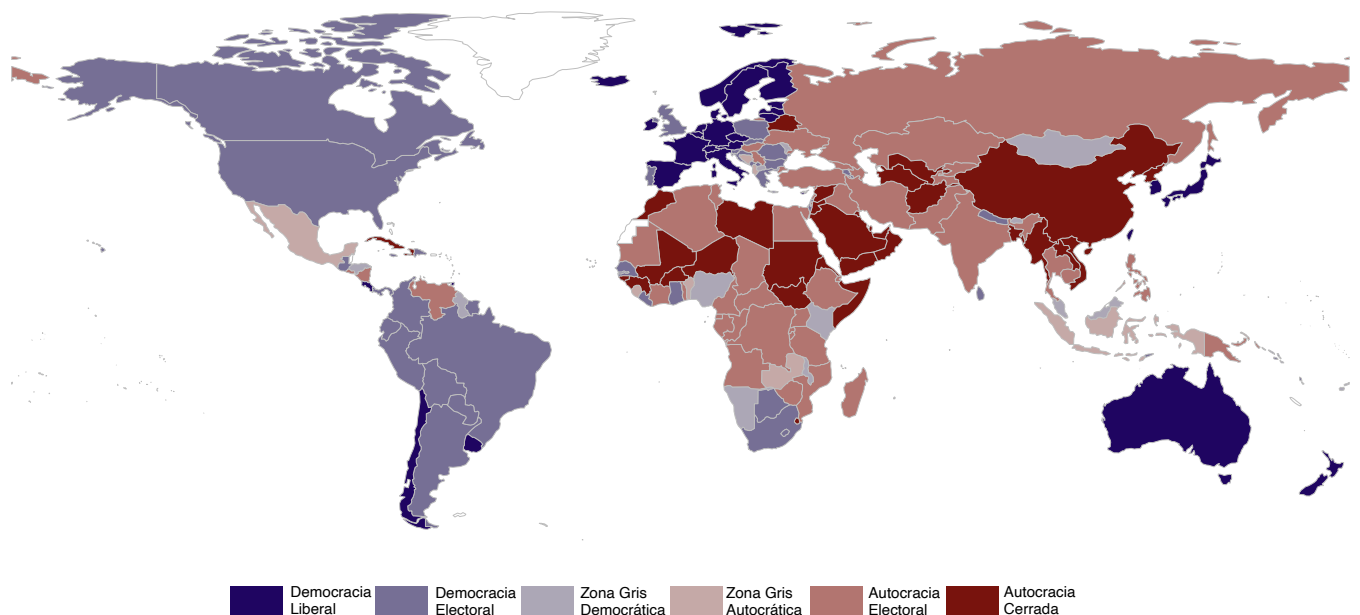 Democracia
Liberal
Democracia
Electoral
Zona Gris
Democrática
Zona Gris
Autocrática
Autocracia
Electoral
Autocracia
Cerrada